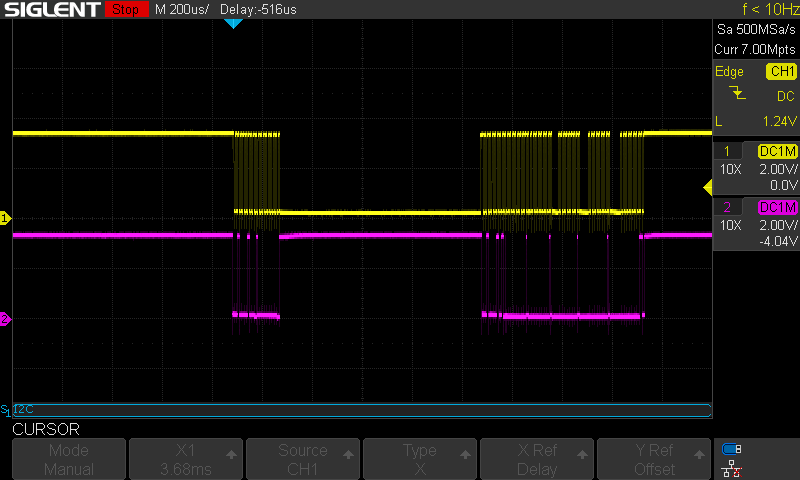 SIGLENT Stop M 200us/ Delay:-516us f < 10Hz
Sa 500MSa/s
Curr 7.00Mpts
Edge CH1
DC
L 1.24V
1 DC1M
10X 2.00V/
0.0V
2 DC1M
10X 2.00V/
-4.04V
1
2
S1 I2C
CURSOR
Mode
Manual
X1
3.68ms
Source
CH1
Type
X
X Ref
Delay
Y Ref
Offset